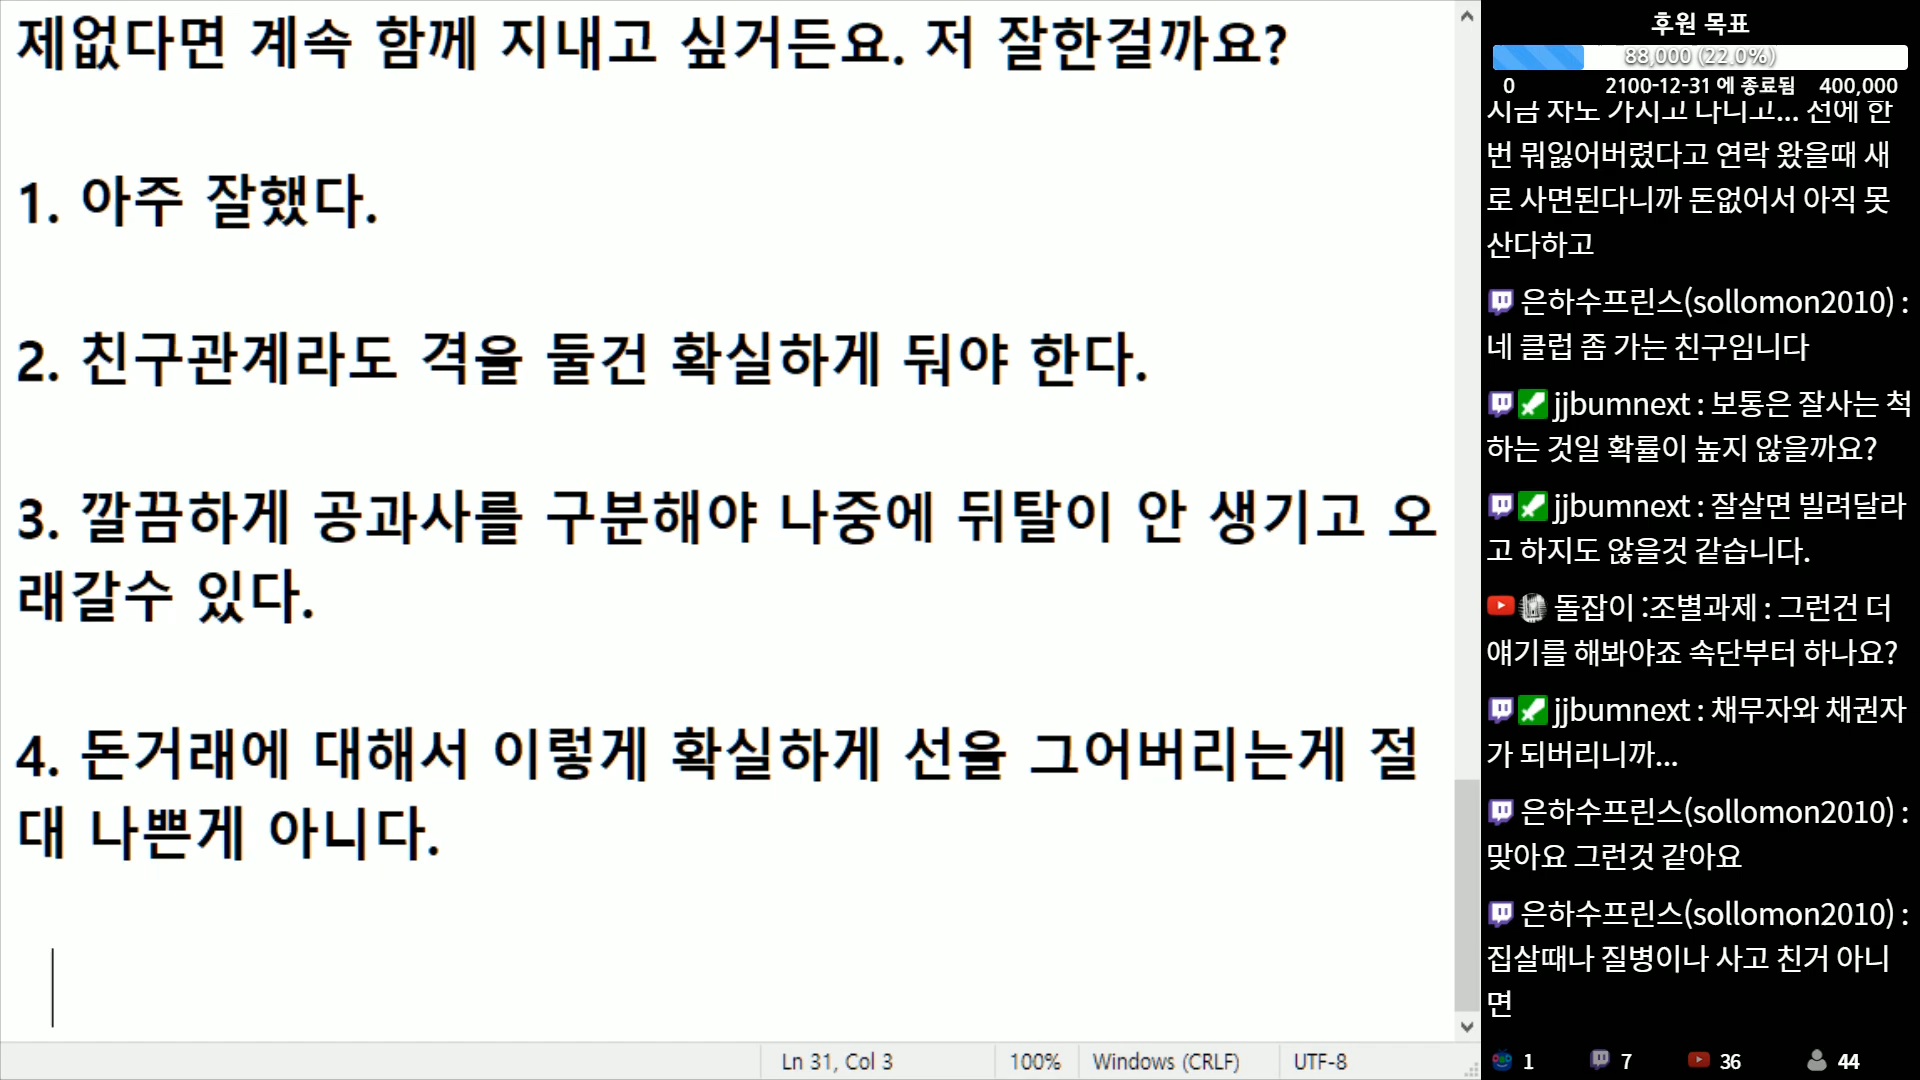 제없다면 계속 함께 지내고 싶거든요. 저 잘한걸까요?
1. 아주 잘했다.
2. 친구관계라도 격을 둘건 확실하게 둬야 한다.
3. 깔끔하게 공과사를 구분해야 나중에 뒤탈이 안 생기고 오
래갈수 있다.
4. 돈거래에 대해서 이렇게 확실하게 선을 그어버리는게 절
대 나쁜게 아니다.
Ln 31, Col 3
100%
Windows (CRLF)
UTF-8
후원 목표
88,000 (22.0%)
0 2100-12-31 에 종료됨 400,000
지금 차도 가지고 다니고... 전에 한
번 뭐잃어버렸다고 연락 왔을때 새
로 사면된다니까 돈없어서 아직 못
산다하고
은하수프린스(sollomon2010) :
네 클럽 좀 가는 친구임니다
jjbumnext : 보통은 잘사는 척
하는 것일 확률이 높지 않을까요?
jjbumnext : 잘살면 빌려달라
고 하지도 않을것 같습니다.
돌잡이 :조별과제 : 그런건 더
얘기를 해봐야죠 속단부터 하나요?
jjbumnext : 채무자와 채권자
가 되버리니까...
은하수프린스(sollomon2010) :
맞아요 그런것 같아요
은하수프린스(sollomon2010) :
집살때나 질병이나 사고 친거 아니
면
1 7 36 44